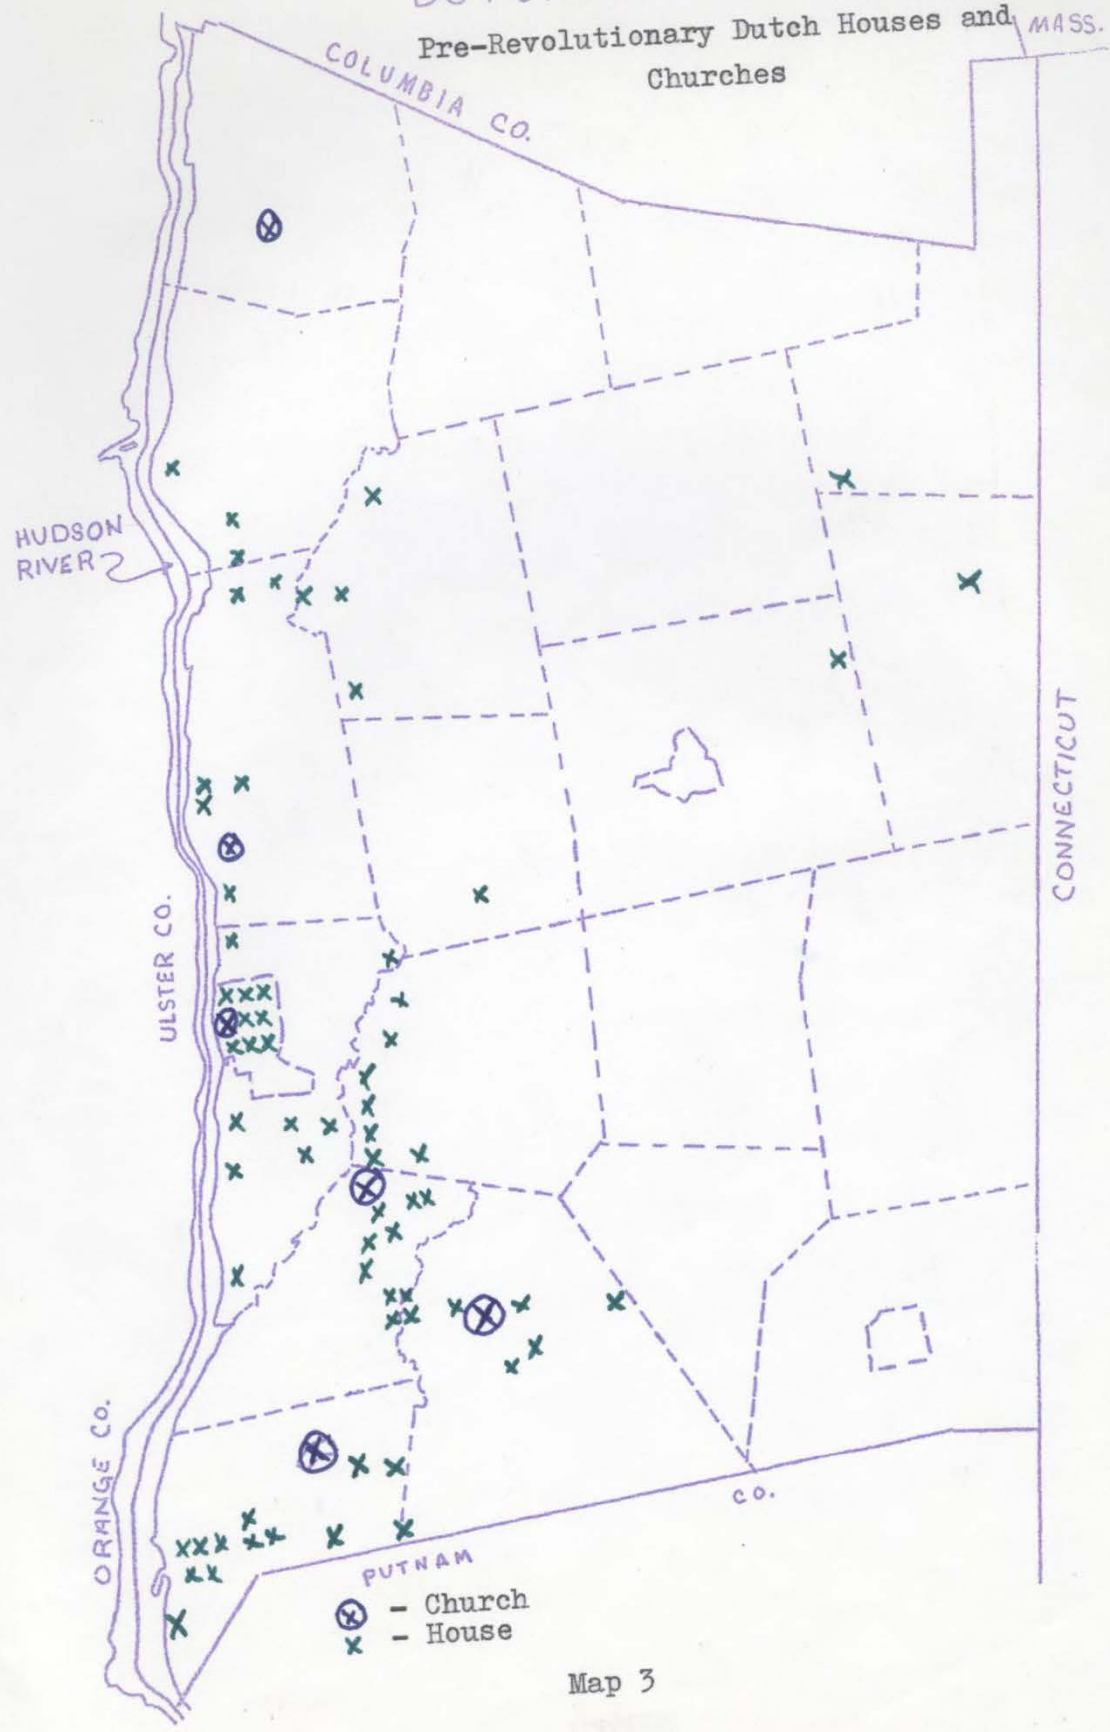 Pre-Revolutionary Dutch Houses and
Churches
MASS.
COLUMBIA CO.
HUDSON
RIVER
CONNECTICUT
ULSTER CO.
ORANGE CO.
CO.
PUTNAM
- Church
- House
Map 3